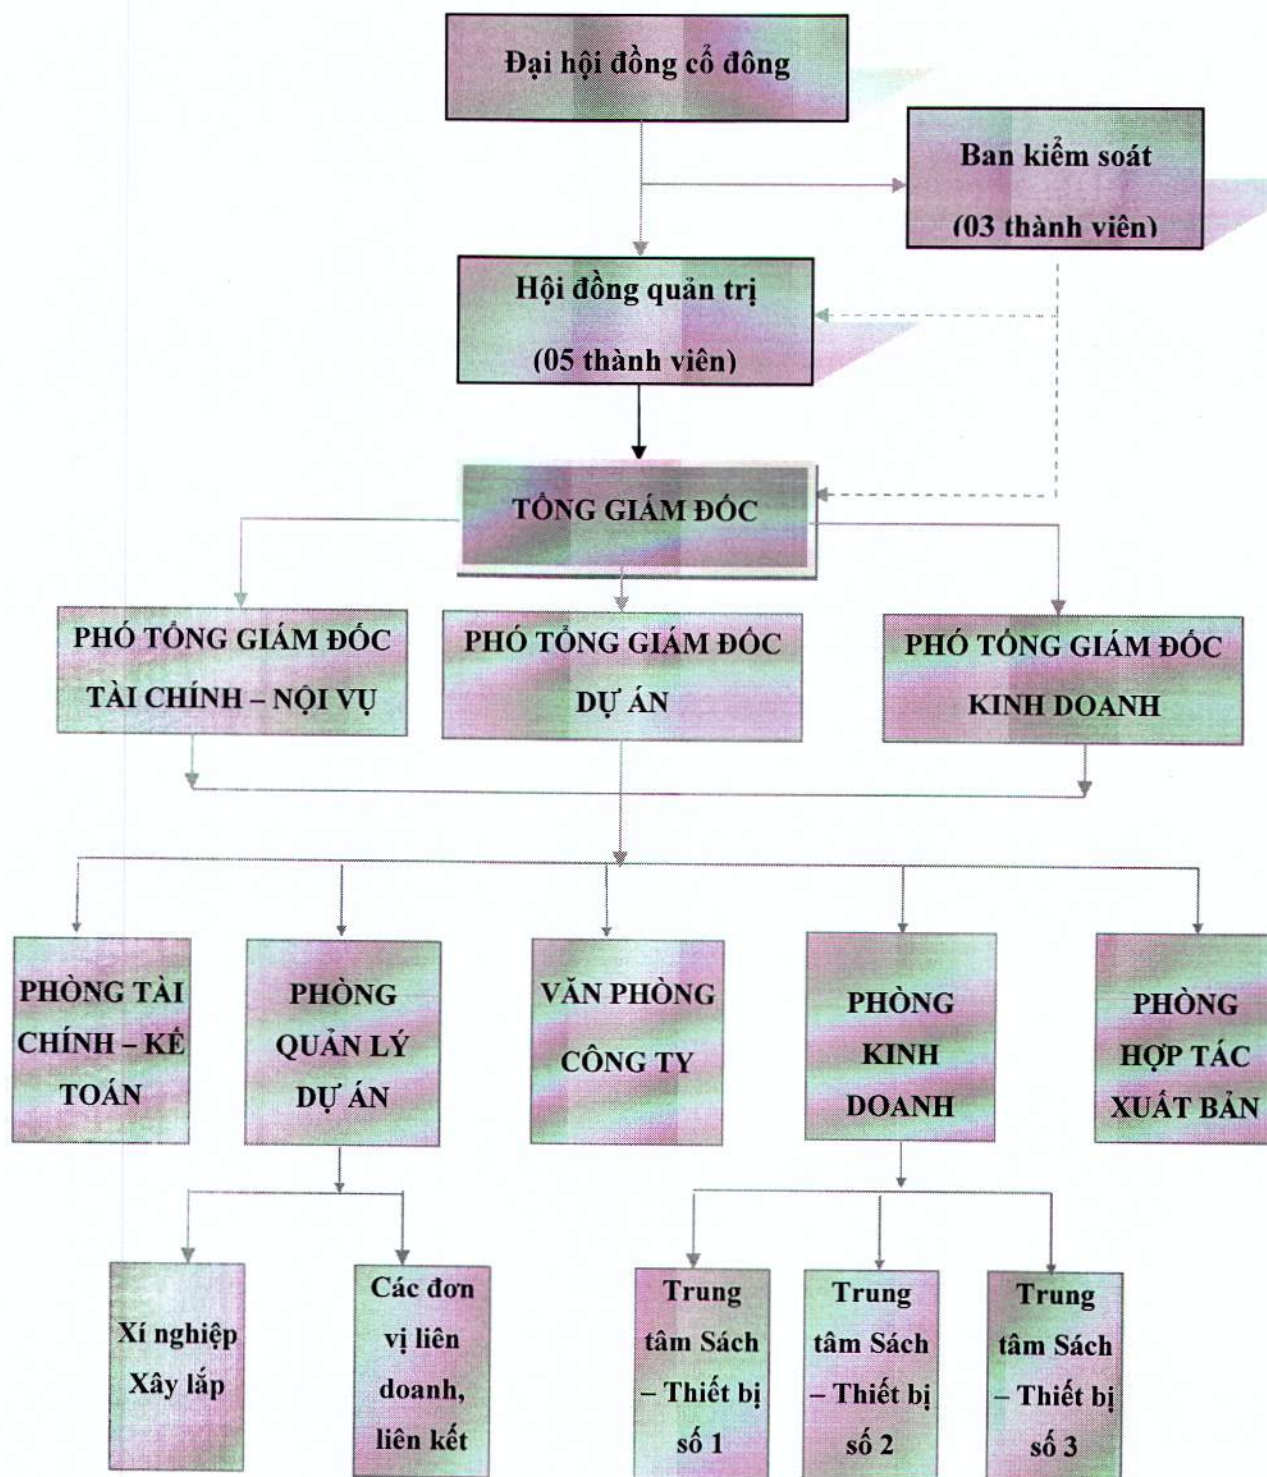 Đại hội đồng cổ đông
Ban kiểm soát
(03 thành viên)
Hội đồng quản trị
(05 thành viên)
TỔNG GIÁM ĐỐC
PHÓ TỔNG GIÁM ĐỐC
TÀI CHÍNH – NỘI VỤ
PHÓ TỔNG GIÁM ĐỐC
DỰ ÁN
PHÓ TỔNG GIÁM ĐỐC
KINH DOANH
PHÒNG TÀI
CHÍNH – KẾ
TOÁN
PHÒNG
QUẢN LÝ
DỰ ÁN
VĂN PHÒNG
CÔNG TY
PHÒNG
KINH
DOANH
PHÒNG
HỢP TÁC
XUẤT BẢN
Xí nghiệp
Xây lắp
Các đơn
vị liên
doanh,
liên kết
Trung
tâm Sách
– Thiết bị
số 1
Trung
tâm Sách
– Thiết bị
số 2
Trung
tâm Sách
– Thiết bị
số 3